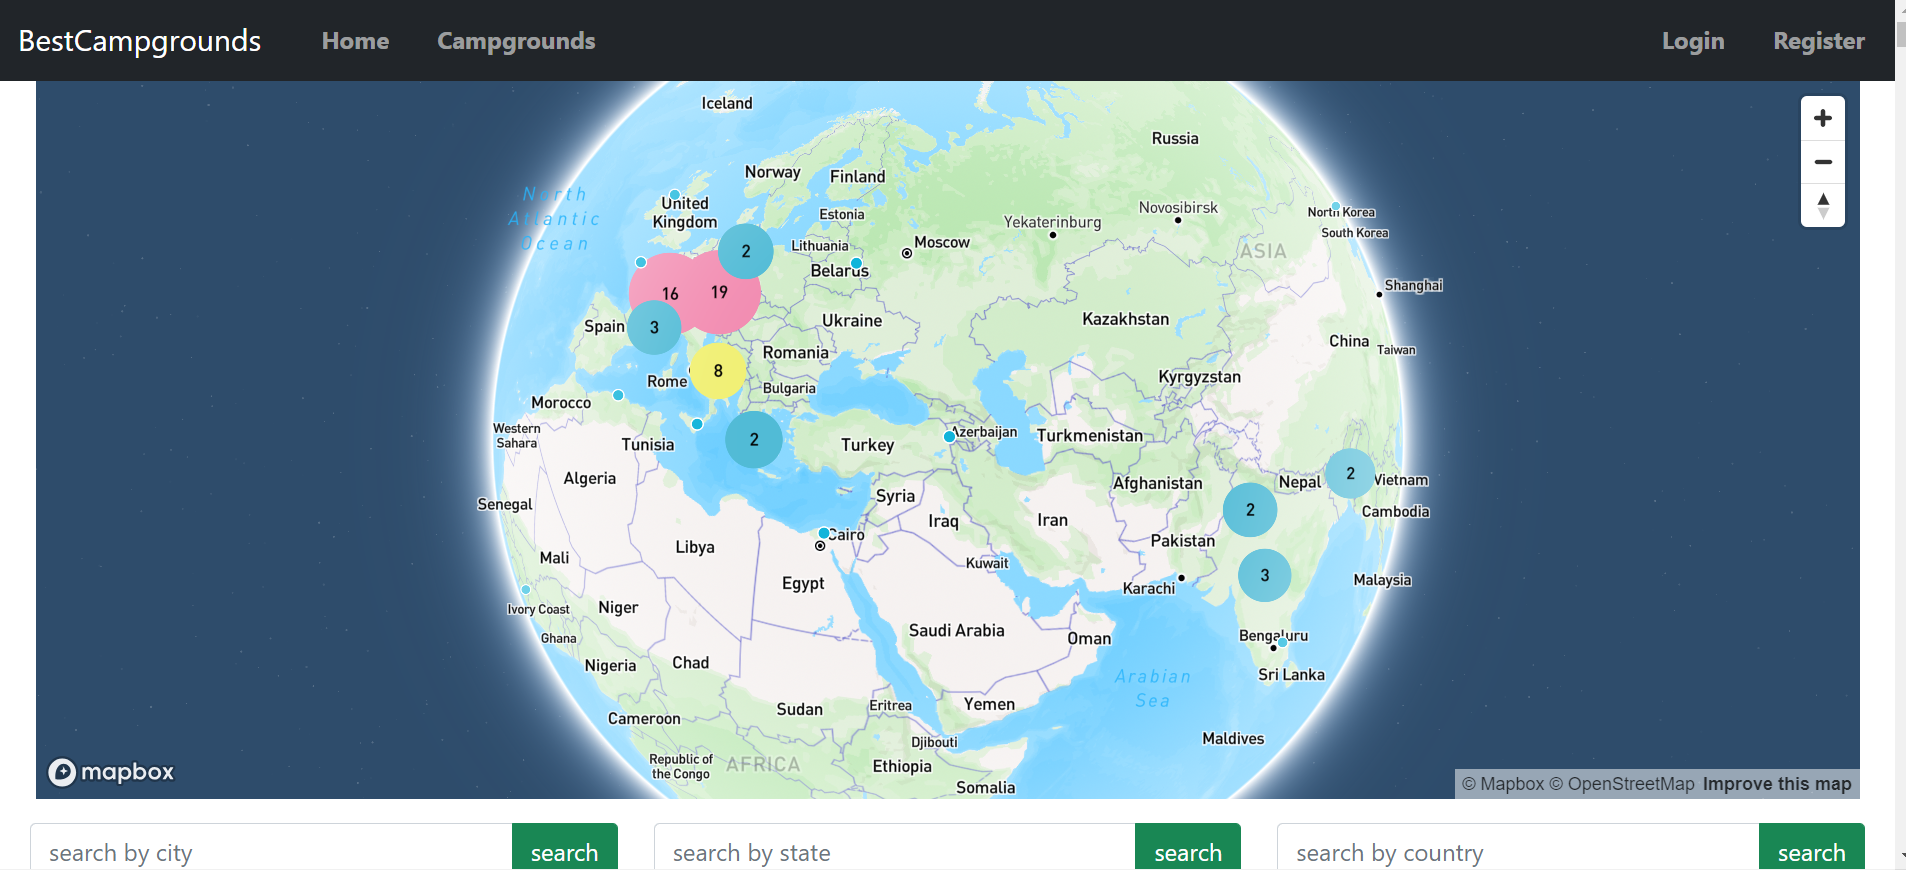 BestCampgrounds Home Campgrounds Login Register
Iceland
Russia
Norway
Finland
North
Atlantic
Ocean
United
Kingdom
Estonia
Novosibirsk
Yekaterinburg
North Korea
South Korea
Lithuania
Moscow
ASIA
2
Belarus
Shanghai
16
19
Spain
3
Ukraine
Kazakhstan
China
Taiwan
Romania
Rome
8
Bulgaria
Kyrgyzstan
Morocco
Western
Sahara
Tunisia
2
Turkey
Azerbaijan
Turkmenistan
Algeria
Senegal
Syria
Afghanistan
Nepal
2
Vietnam
Cambodia
2
Iraq
Iran
Pakistan
Cairo
Libya
Mali
Kuwait
3
Egypt
Karachi
Malaysia
Ivory Coast
Niger
Ghana
Saudi Arabia
Oman
Bengaluru
Nigeria
Chad
Arabian
Sea
Sri Lanka
Cameroon
Sudan
Eritrea
Yemen
Djibouti
Maldives
Republic of
the Congo
AFRICA
Ethiopia
Somalia
mapbox
© Mapbox © OpenStreetMap Improve this map
search by city search search by state search search by country search